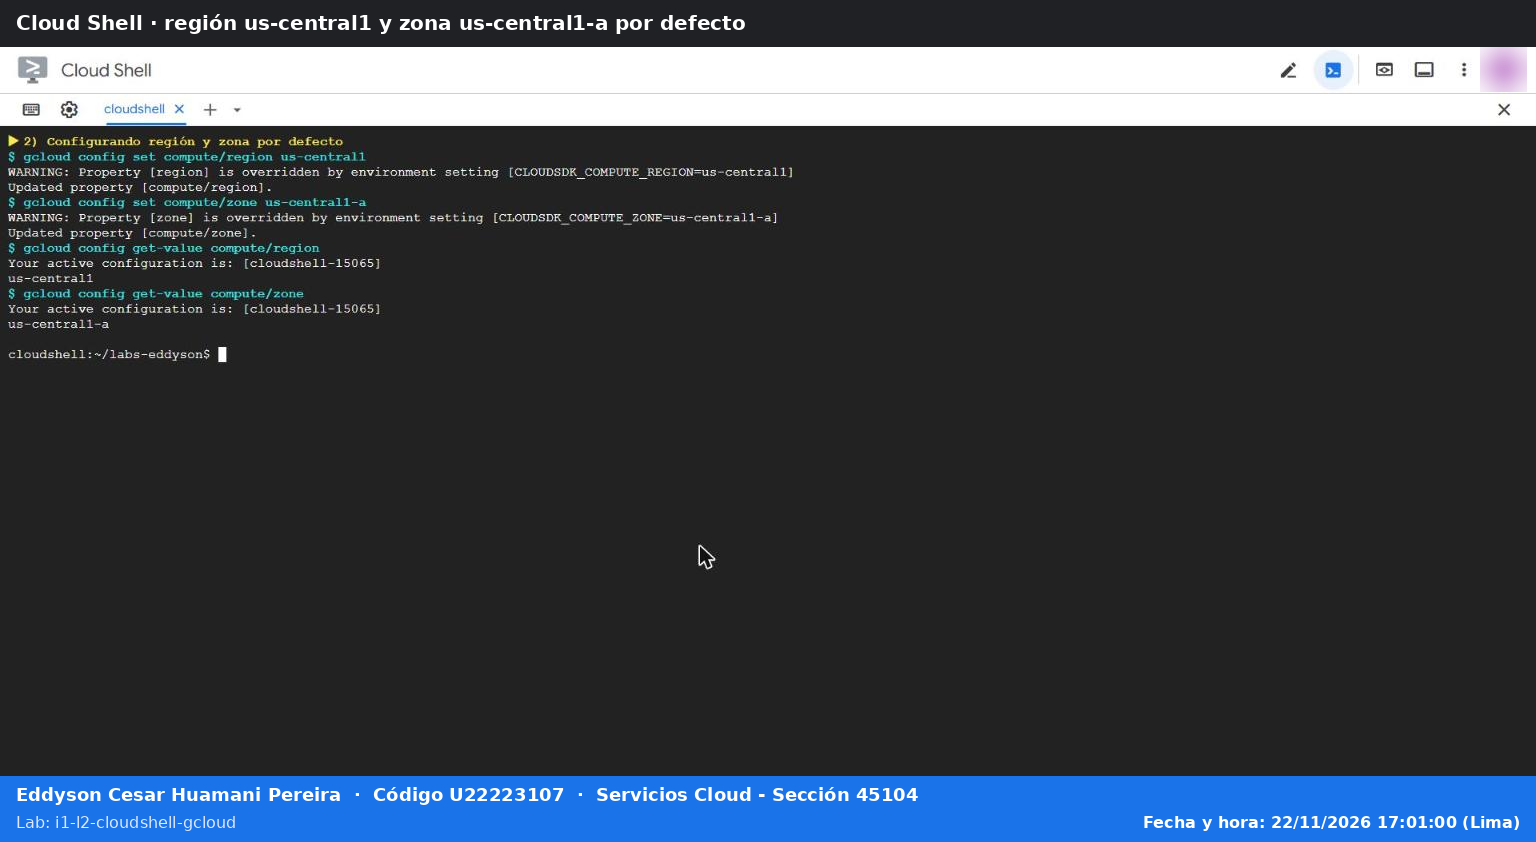 Cloud Shell · región us-central1 y zona us-central1-a por defecto
Cloud Shell
cloudshell
▶ 2) Configurando región y zona por defecto
$ gcloud config set compute/region us-central1
WARNING: Property [region] is overridden by environment setting [CLOUDSDK_COMPUTE_REGION=us-central1]
Updated property [compute/region].
$ gcloud config set compute/zone us-central1-a
WARNING: Property [zone] is overridden by environment setting [CLOUDSDK_COMPUTE_ZONE=us-central1-a]
Updated property [compute/zone].
$ gcloud config get-value compute/region
Your active configuration is: [cloudshell-15065]
us-central1
$ gcloud config get-value compute/zone
Your active configuration is: [cloudshell-15065]
us-central1-a
cloudshell:~/labs-eddyson$
Eddyson Cesar Huamani Pereira · Código U22223107 · Servicios Cloud - Sección 45104
Lab: i1-l2-cloudshell-gcloud
Fecha y hora: 22/11/2026 17:01:00 (Lima)